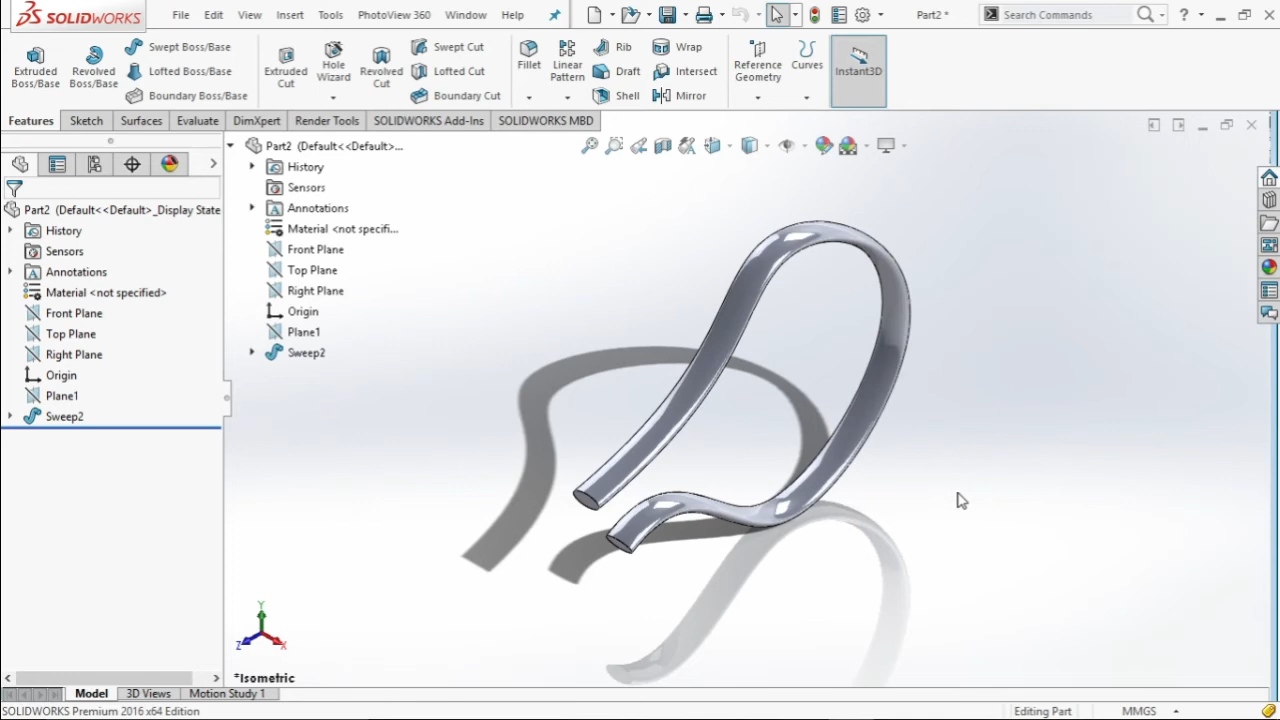 SOLIDWORKS File Edit View Insert Tools PhotoView 360 Window Help Part2 * Search Commands ?
Extruded Boss/Base Revolved Boss/Base Swept Boss/Base Lofted Boss/Base Boundary Boss/Base Extruded Cut Hole Wizard Revolved Cut Swept Cut Lofted Cut Boundary Cut Fillet Linear Pattern Rib Draft Shell Wrap Intersect Mirror Reference Geometry Curves Instant3D
Features Sketch Surfaces Evaluate DimXpert Render Tools SOLIDWORKS Add-Ins SOLIDWORKS MBD
Part2 (Default<<Default>_Display State
History
Sensors
Annotations
Material <not specified>
Front Plane
Top Plane
Right Plane
Origin
Plane1
Sweep2
Part2 (Default<<Default>...
History
Sensors
Annotations
Material <not specifi...
Front Plane
Top Plane
Right Plane
Origin
Plane1
Sweep2
Y
Z
X
*Isometric
Model 3D Views Motion Study 1
SOLIDWORKS Premium 2016 x64 Edition Editing Part MMGS